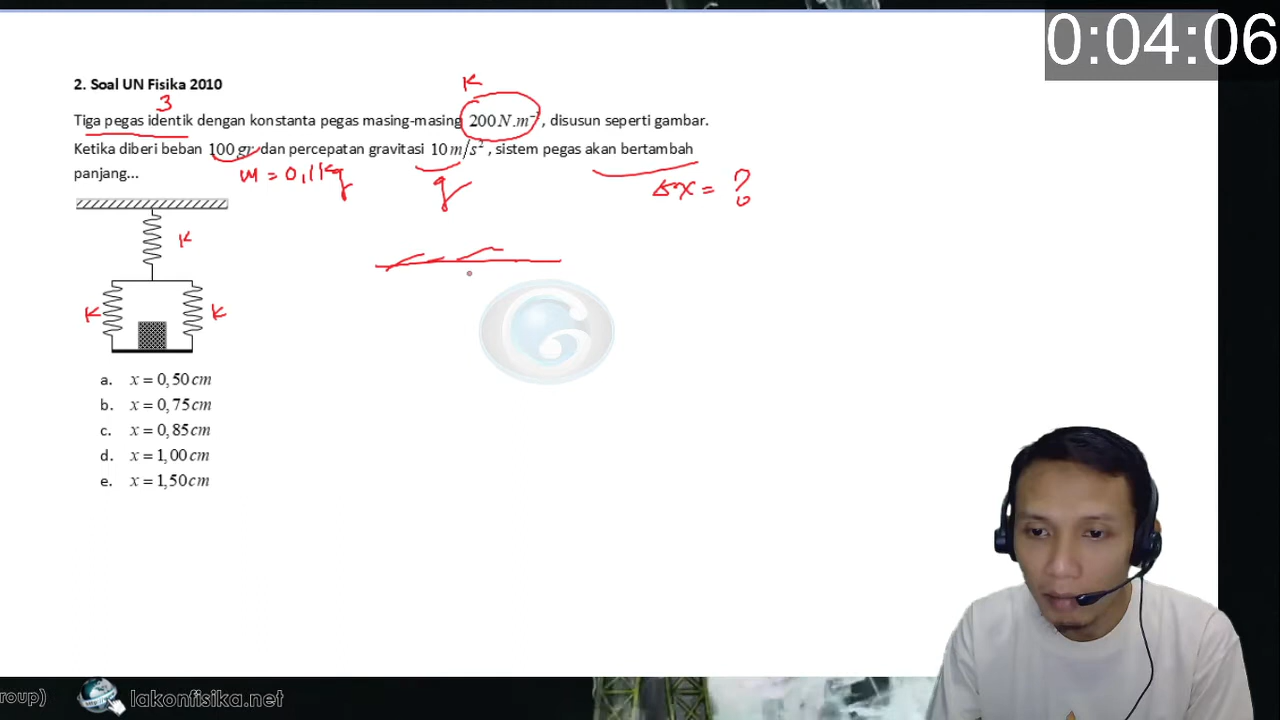 0:04:06
2. Soal UN Fisika 2010
K
3
Tiga pegas identik dengan konstanta pegas masing-masing 200 N.m⁻¹, disusun seperti gambar.
Ketika diberi beban 100 gr dan percepatan gravitasi 10 m/s², sistem pegas akan bertambah
panjang...
m = 0,1 kg
g
Δx = ?
K
K
K
a. x = 0,50 cm
b. x = 0,75 cm
c. x = 0,85 cm
d. x = 1,00 cm
e. x = 1,50 cm
roup)
lakonfisika.net